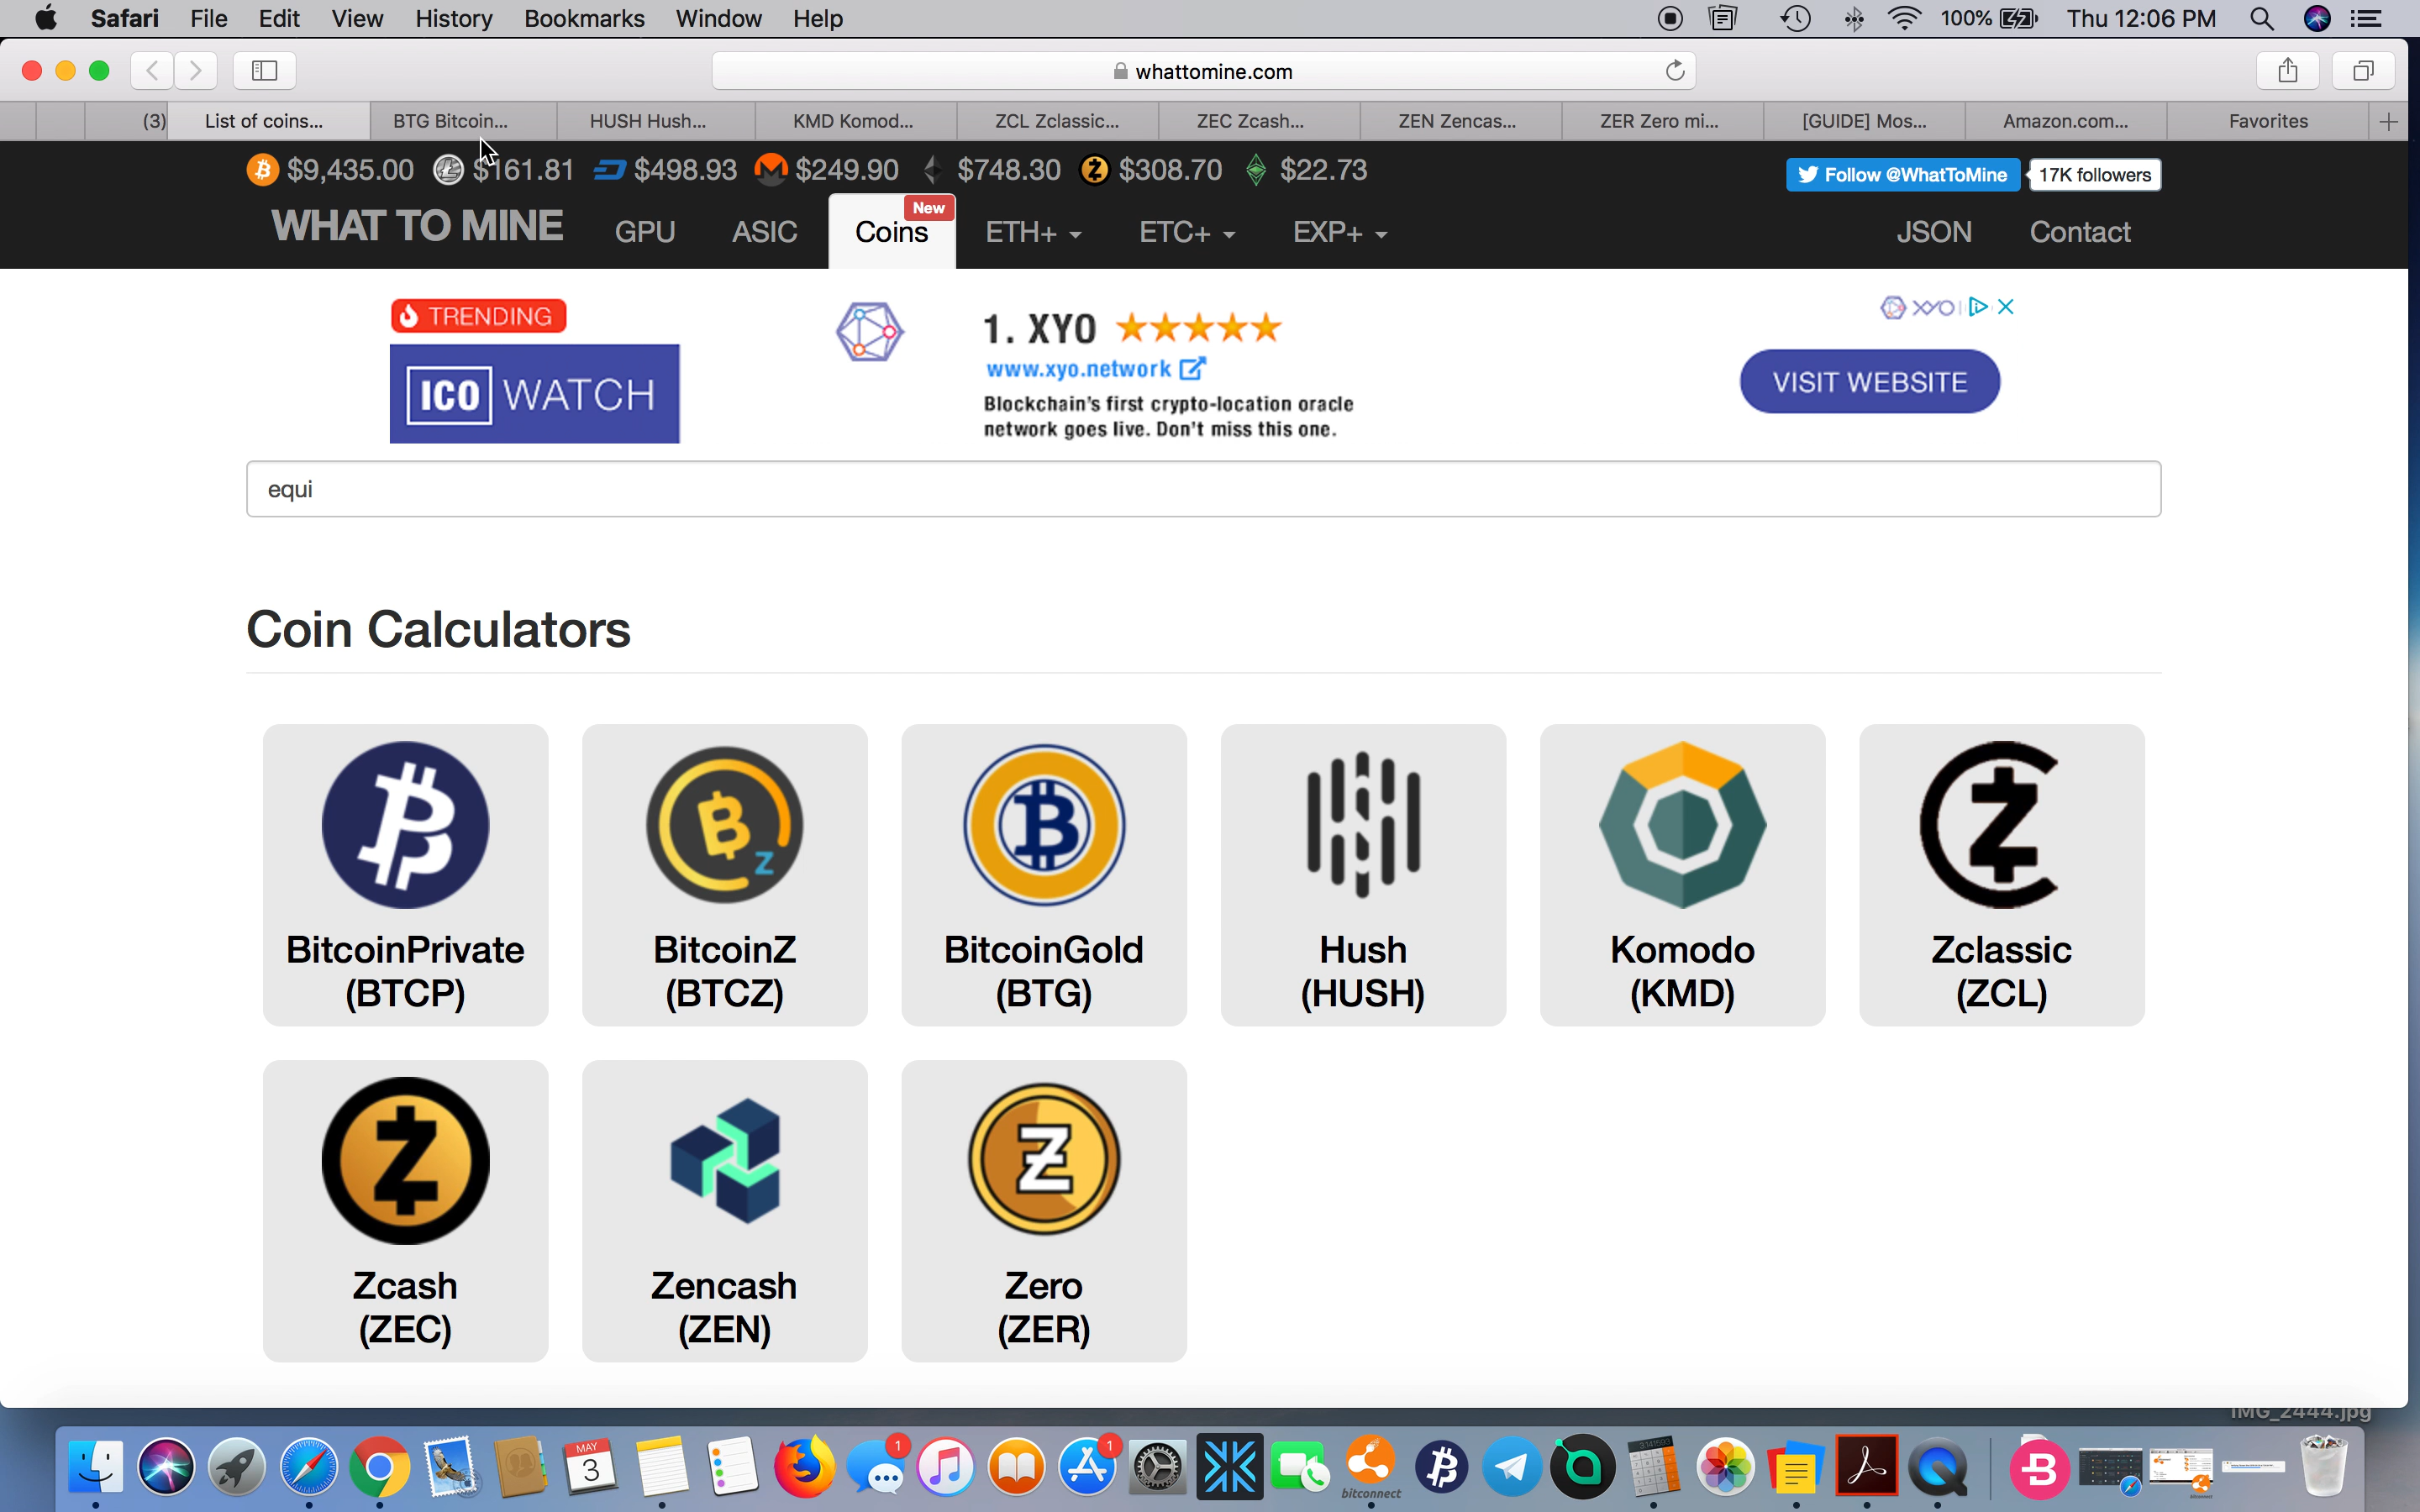 Safari File Edit View History Bookmarks Window Help 100% Thu 12:06 PM
whattomine.com
(3) List of coins... BTG Bitcoin... HUSH Hush... KMD Komod... ZCL Zclassic... ZEC Zcash... ZEN Zencas... ZER Zero mi... [GUIDE] Mos... Amazon.com... Favorites
$9,435.00 $161.81 $498.93 $249.90 $748.30 $308.70 $22.73 Follow @WhatToMine 17K followers
New
WHAT TO MINE GPU ASIC Coins ETH+ ETC+ EXP+ JSON Contact
TRENDING
ICO WATCH
1. XYO
www.xyo.network
Blockchain's first crypto-location oracle
network goes live. Don't miss this one.
XYO
VISIT WEBSITE
equi
Coin Calculators
BitcoinPrivate
(BTCP)
BitcoinZ
(BTCZ)
BitcoinGold
(BTG)
Hush
(HUSH)
Komodo
(KMD)
Zclassic
(ZCL)
Zcash
(ZEC)
Zencash
(ZEN)
Zero
(ZER)
IMG_2444.jpg
MAY
3
1
1
bitconnect